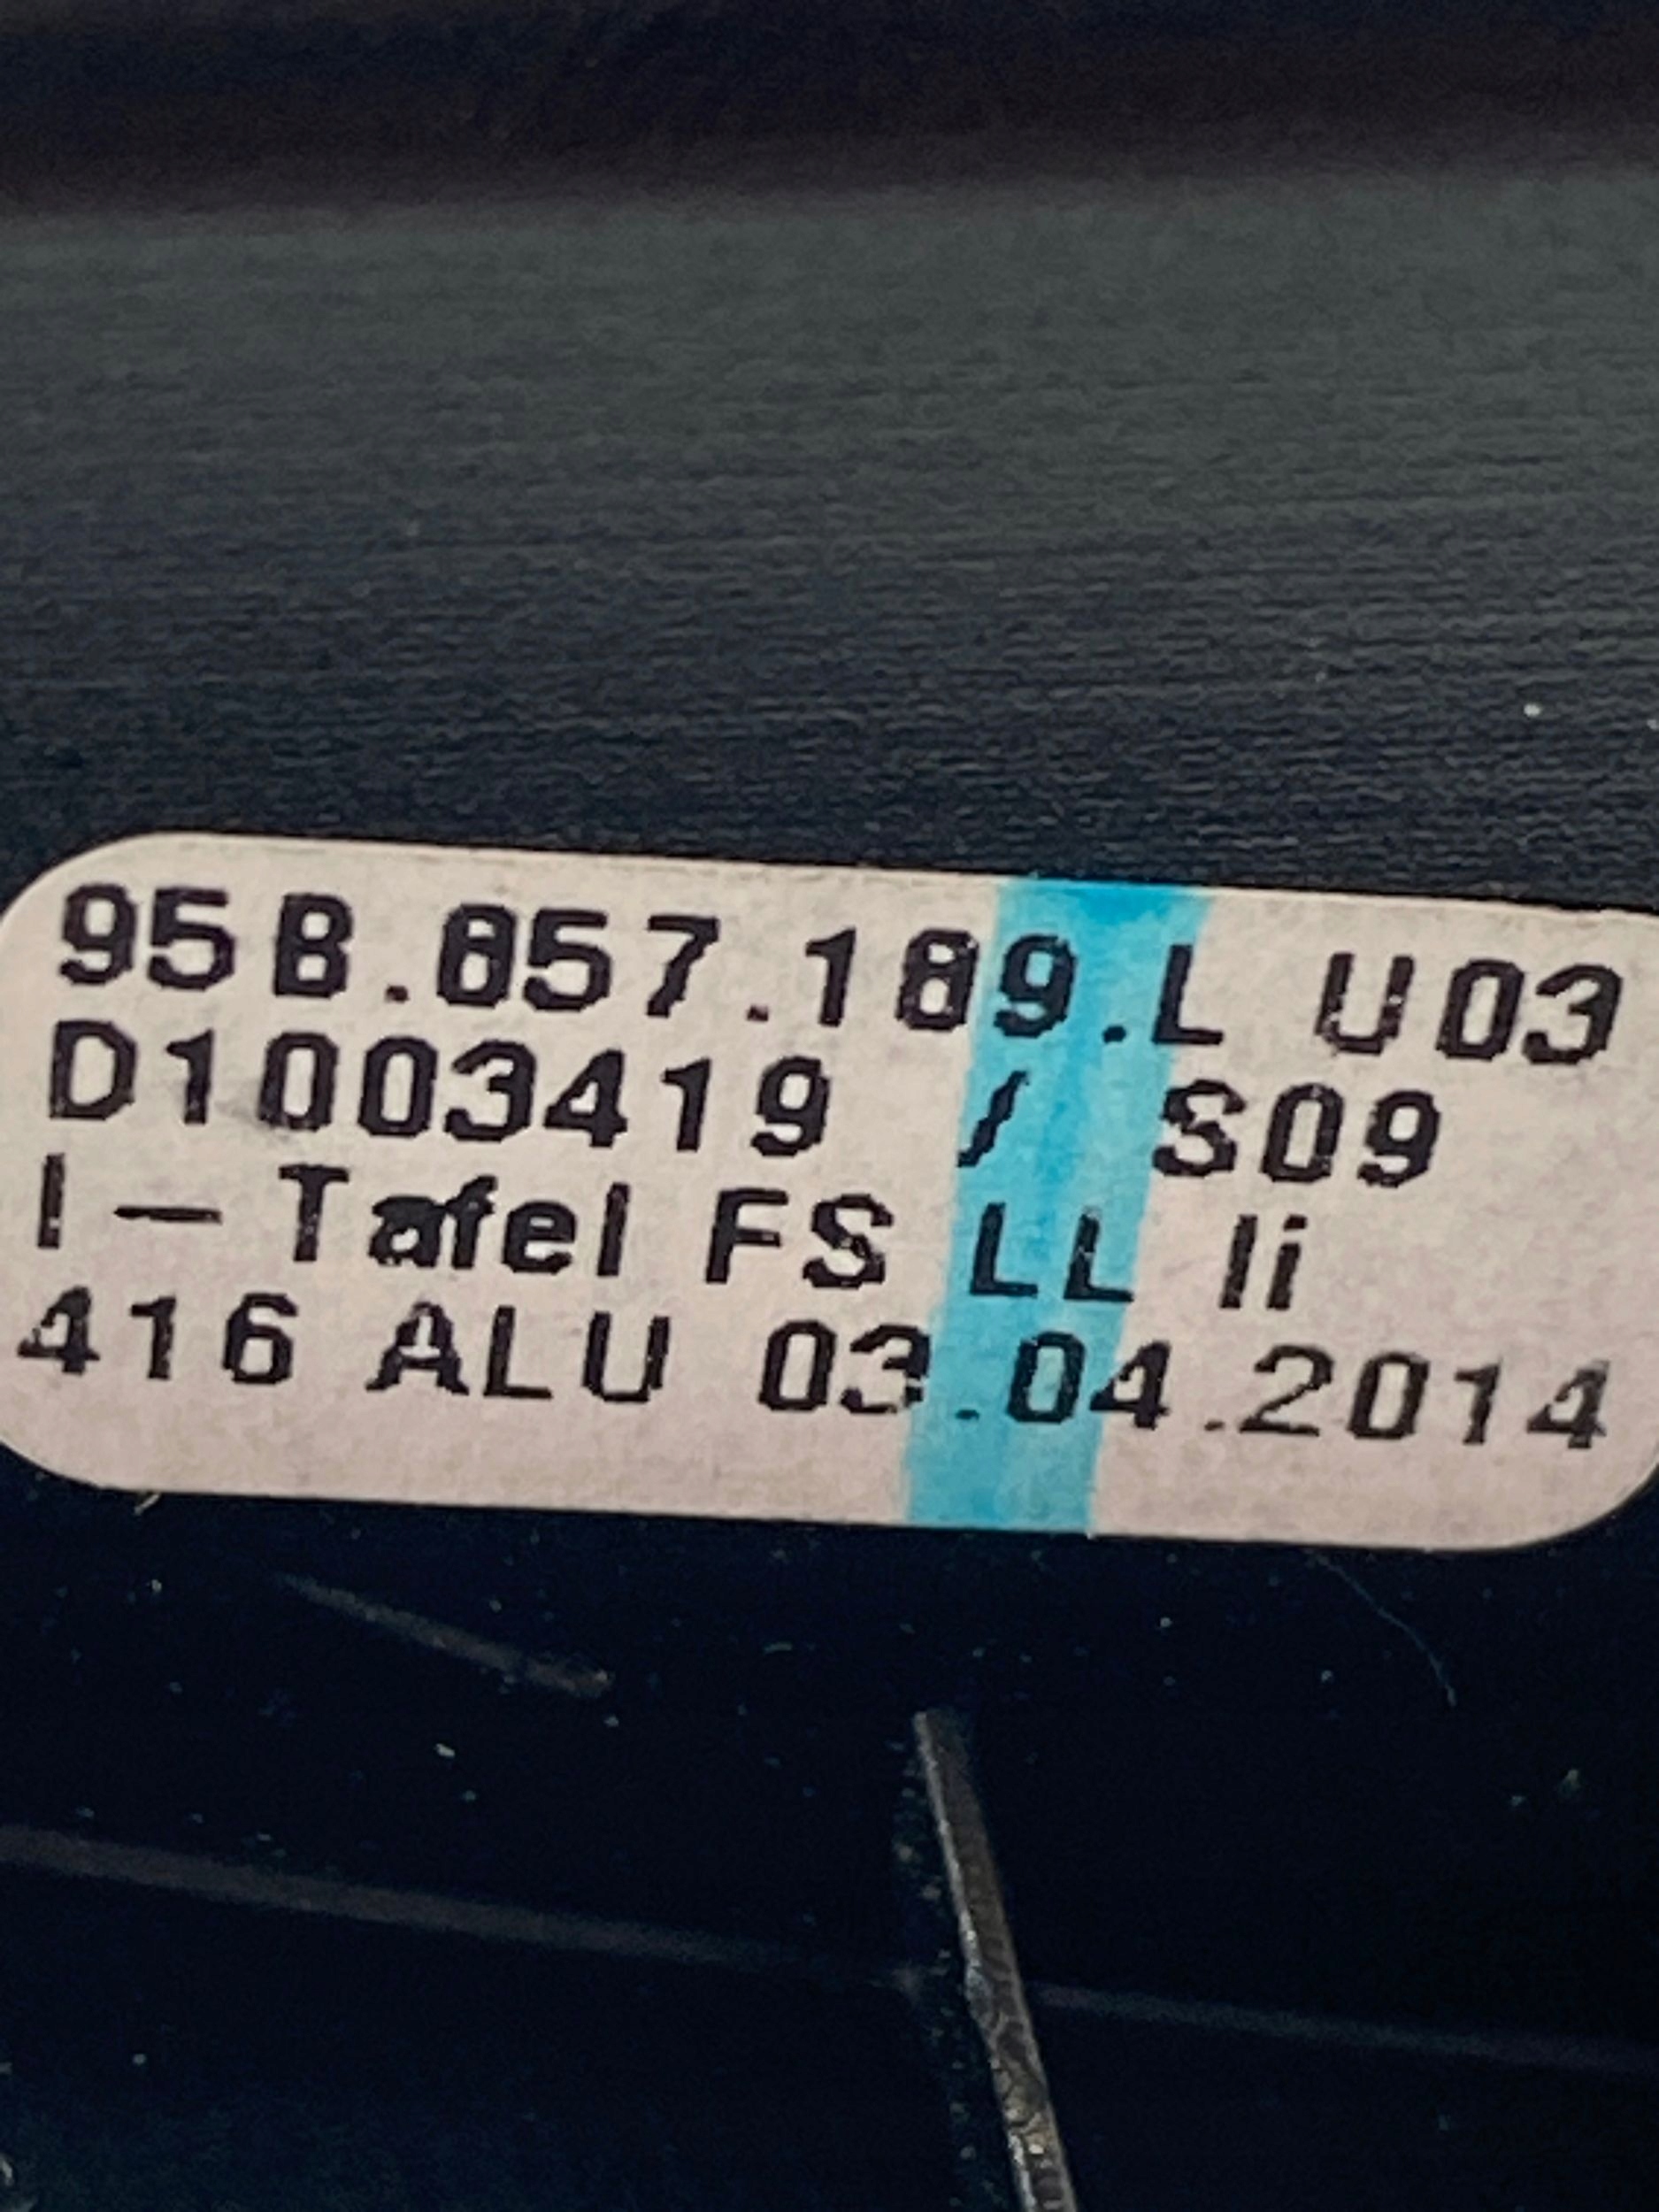 95B.857.189.L U03
D1003419 / S09
I-Tafel FS LL li
416 ALU 03.04.2014